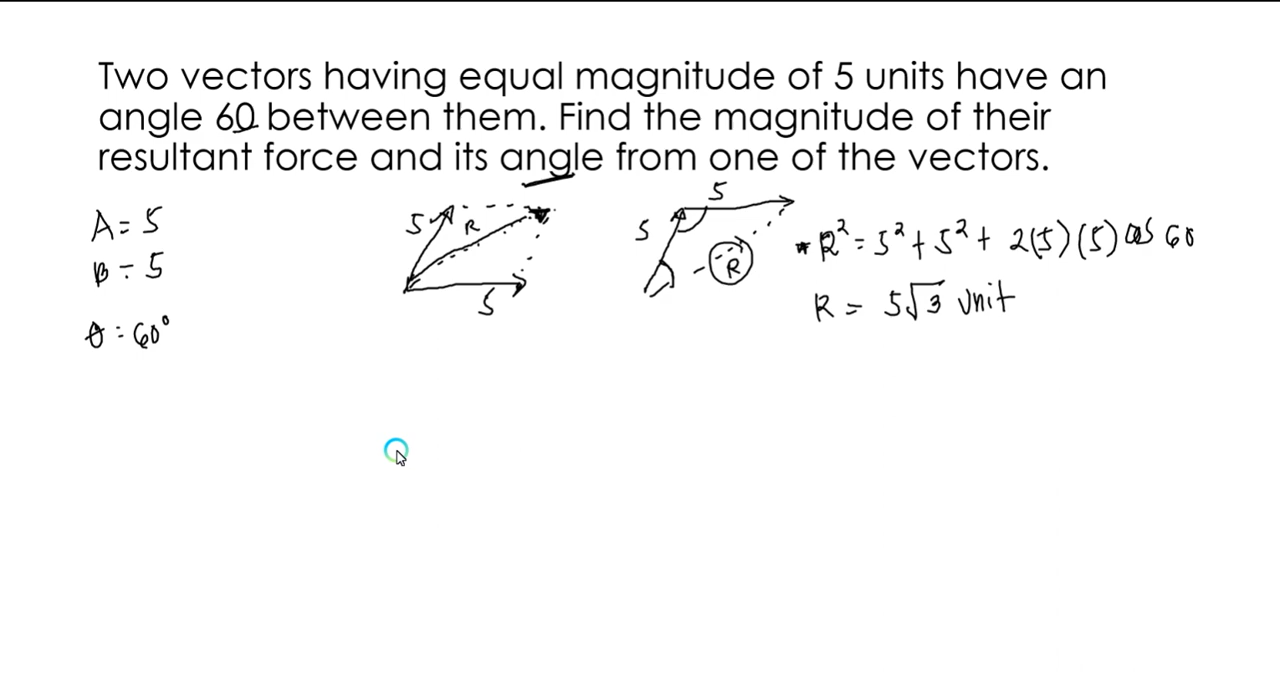 Two vectors having equal magnitude of 5 units have an
angle 60 between them. Find the magnitude of their
resultant force and its angle from one of the vectors.
A = 5
B = 5
θ = 60°
5
R
5
5
5
R
R² = 5² + 5² + 2(5)(5) cos 60
R = 5√3 unit